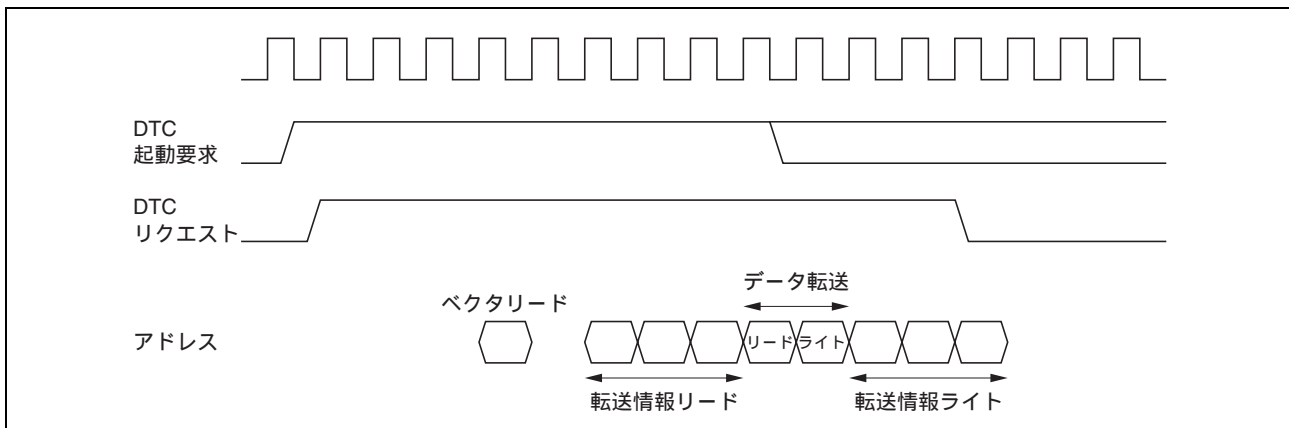 DTC
起動要求
DTC
リクエスト
データ転送
ベクタリード
アドレス
リード
ライト
転送情報リード
転送情報ライト